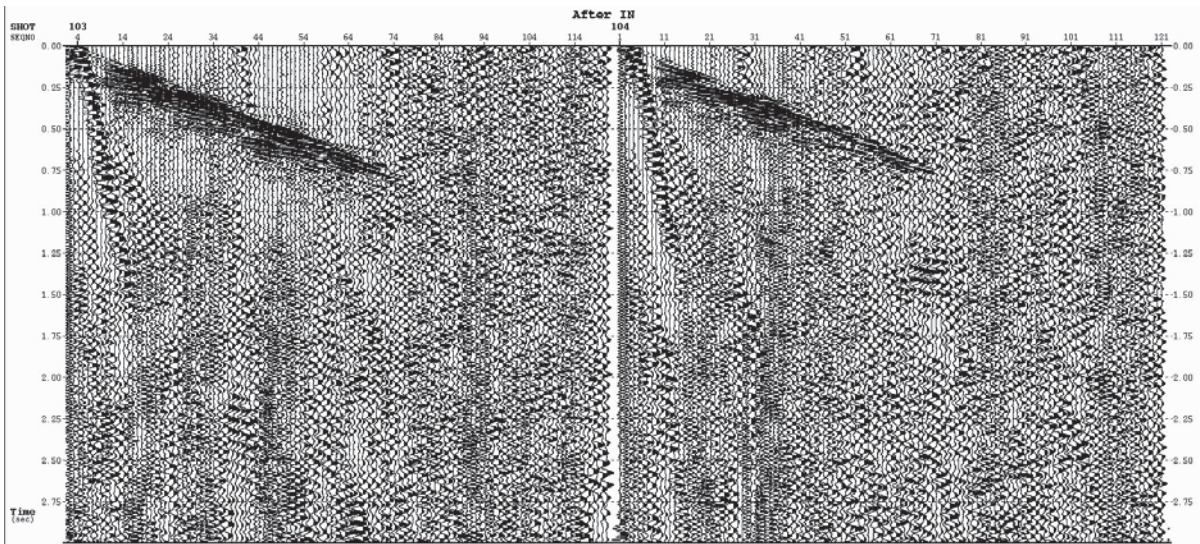 After IN
SHOT 103 104
SEQNO 4 14 24 34 44 54 64 74 84 94 104 114 1 11 21 31 41 51 61 71 81 91 101 111 121
0.00 0.00
0.25 0.25
0.50 0.50
0.75 0.75
1.00 1.00
1.25 1.25
1.50 1.50
1.75 1.75
2.00 2.00
2.25 2.25
2.50 2.50
2.75 2.75
Time
(sec)